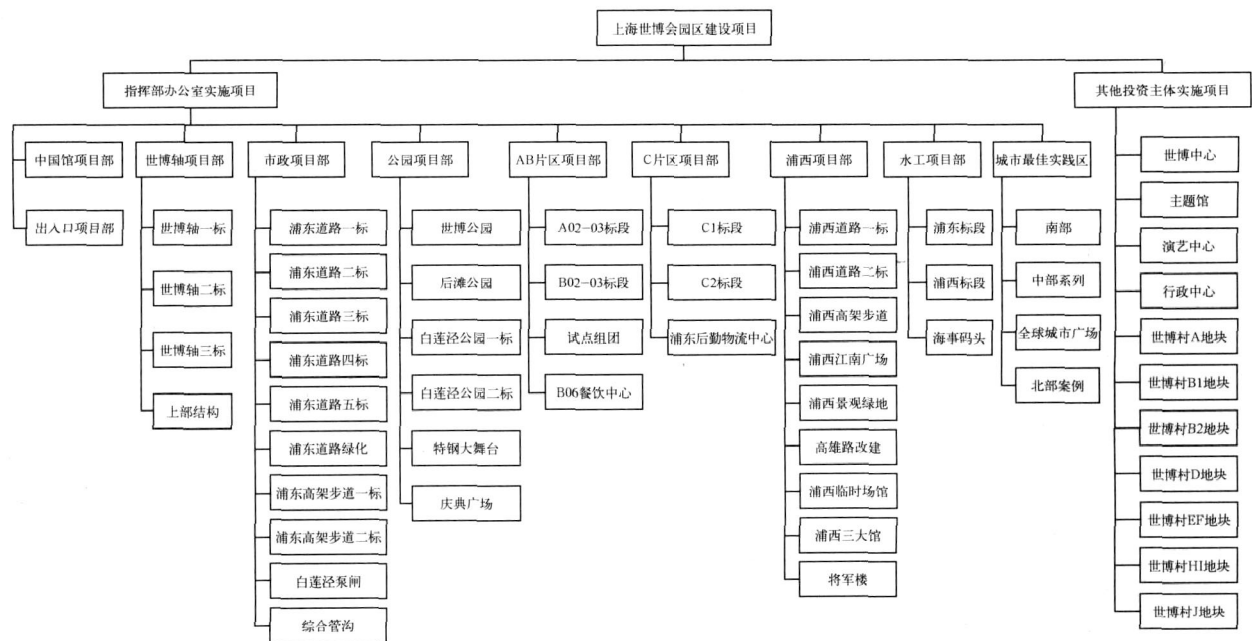 上海世博会园区建设项目
指挥部办公室实施项目
其他投资主体实施项目
中国馆项目部
出入口项目部
世博轴项目部
世博轴一标
世博轴二标
世博轴三标
上部结构
市政项目部
浦东道路一标
浦东道路二标
浦东道路三标
浦东道路四标
浦东道路五标
浦东道路绿化
浦东高架步道一标
浦东高架步道二标
白莲泾泵闸
综合管沟
公园项目部
世博公园
后滩公园
白莲泾公园一标
白莲泾公园二标
特钢大舞台
庆典广场
AB片区项目部
A02-03标段
B02-03标段
试点组团
B06餐饮中心
C片区项目部
C1标段
C2标段
浦东后勤物流中心
浦西项目部
浦西道路一标
浦西道路二标
浦西高架步道
浦西江南广场
浦西景观绿地
高雄路改建
浦西临时场馆
浦西三大馆
将军楼
水工项目部
浦东标段
浦西标段
海事码头
城市最佳实践区
南部
中部系列
全球城市广场
北部案例
世博中心
主题馆
演艺中心
行政中心
世博村A地块
世博村B1地块
世博村B2地块
世博村D地块
世博村EF地块
世博村HI地块
世博村J地块